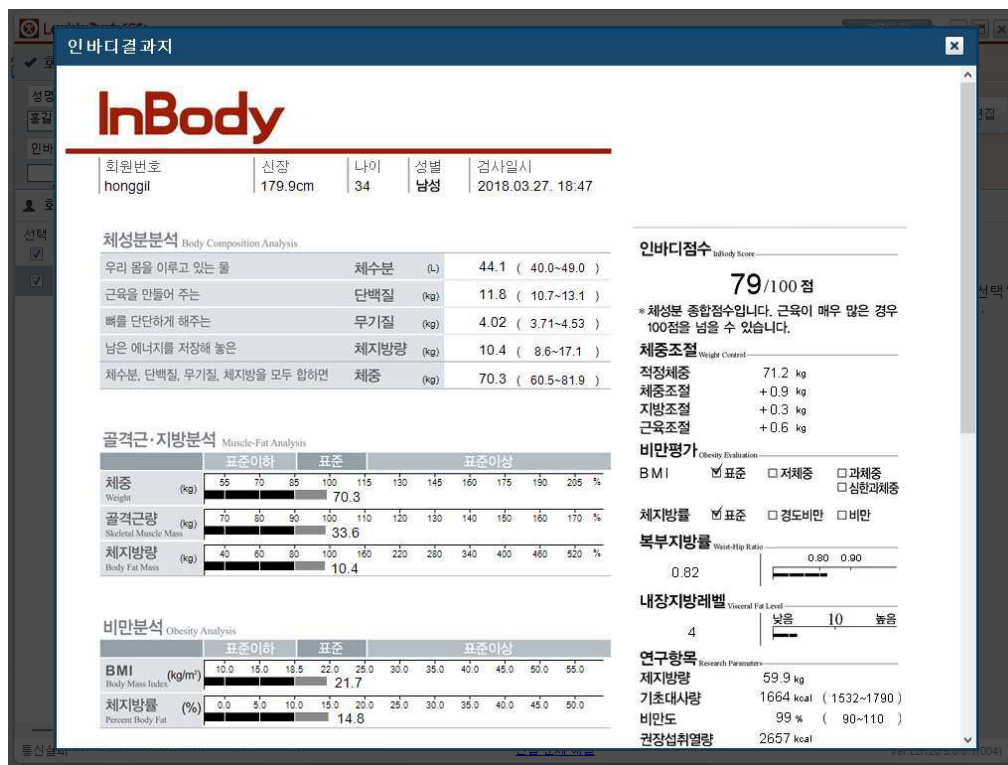 인바디결과지
InBody
회원번호 신장 나이 성별 검사일시
honggil 179.9cm 34 남성 2018.03.27. 18:47
체성분분석 Body Composition Analysis
우리 몸을 이루고 있는 물 체수분 (L) 44.1 ( 40.0~49.0 )
근육을 만들어 주는 단백질 (kg) 11.8 ( 10.7~13.1 )
뼈를 단단하게 해주는 무기질 (kg) 4.02 ( 3.71~4.53 )
남은 에너지를 저장해 놓은 체지방량 (kg) 10.4 ( 8.6~17.1 )
체수분, 단백질, 무기질, 체지방을 모두 합하면 체중 (kg) 70.3 ( 60.5~81.9 )
골격근·지방분석 Muscle-Fat Analysis
표준이하 표준 표준이상
체중 (kg) 55 70 85 100 115 130 145 160 175 190 205 %
Weight 70.3
골격근량 (kg) 70 80 90 100 110 120 130 140 150 160 170 %
Skeletal Muscle Mass 33.6
체지방량 (kg) 40 60 80 100 160 220 280 340 400 460 520 %
Body Fat Mass 10.4
비만분석 Obesity Analysis
표준이하 표준 표준이상
BMI (kg/m²) 10.0 15.0 18.5 22.0 25.0 30.0 35.0 40.0 45.0 50.0 55.0
Body Mass Index 21.7
체지방률 (%) 0.0 5.0 10.0 15.0 20.0 25.0 30.0 35.0 40.0 45.0 50.0
Percent Body Fat 14.8
인바디점수 InBody Score
79/100 점
* 체성분 종합점수입니다. 근육이 매우 많은 경우
100점을 넘을 수 있습니다.
체중조절 Weight Control
적정체중 71.2 kg
체중조절 +0.9 kg
지방조절 +0.3 kg
근육조절 +0.6 kg
비만평가 Obesity Evaluation
BMI 표준 저체중 과체중
심한과체중
체지방률 표준 경도비만 비만
복부지방률 Waist-Hip Ratio
0.80 0.90
0.82
내장지방레벨 Visceral Fat Level
낮음 10 높음
4
연구항목 Research Parameters
제지방량 59.9 kg
기초대사량 1664 kcal ( 1532~1790 )
비만도 99 % ( 90~110 )
권장섭취열량 2657 kcal
성명
홍길
인바
선택